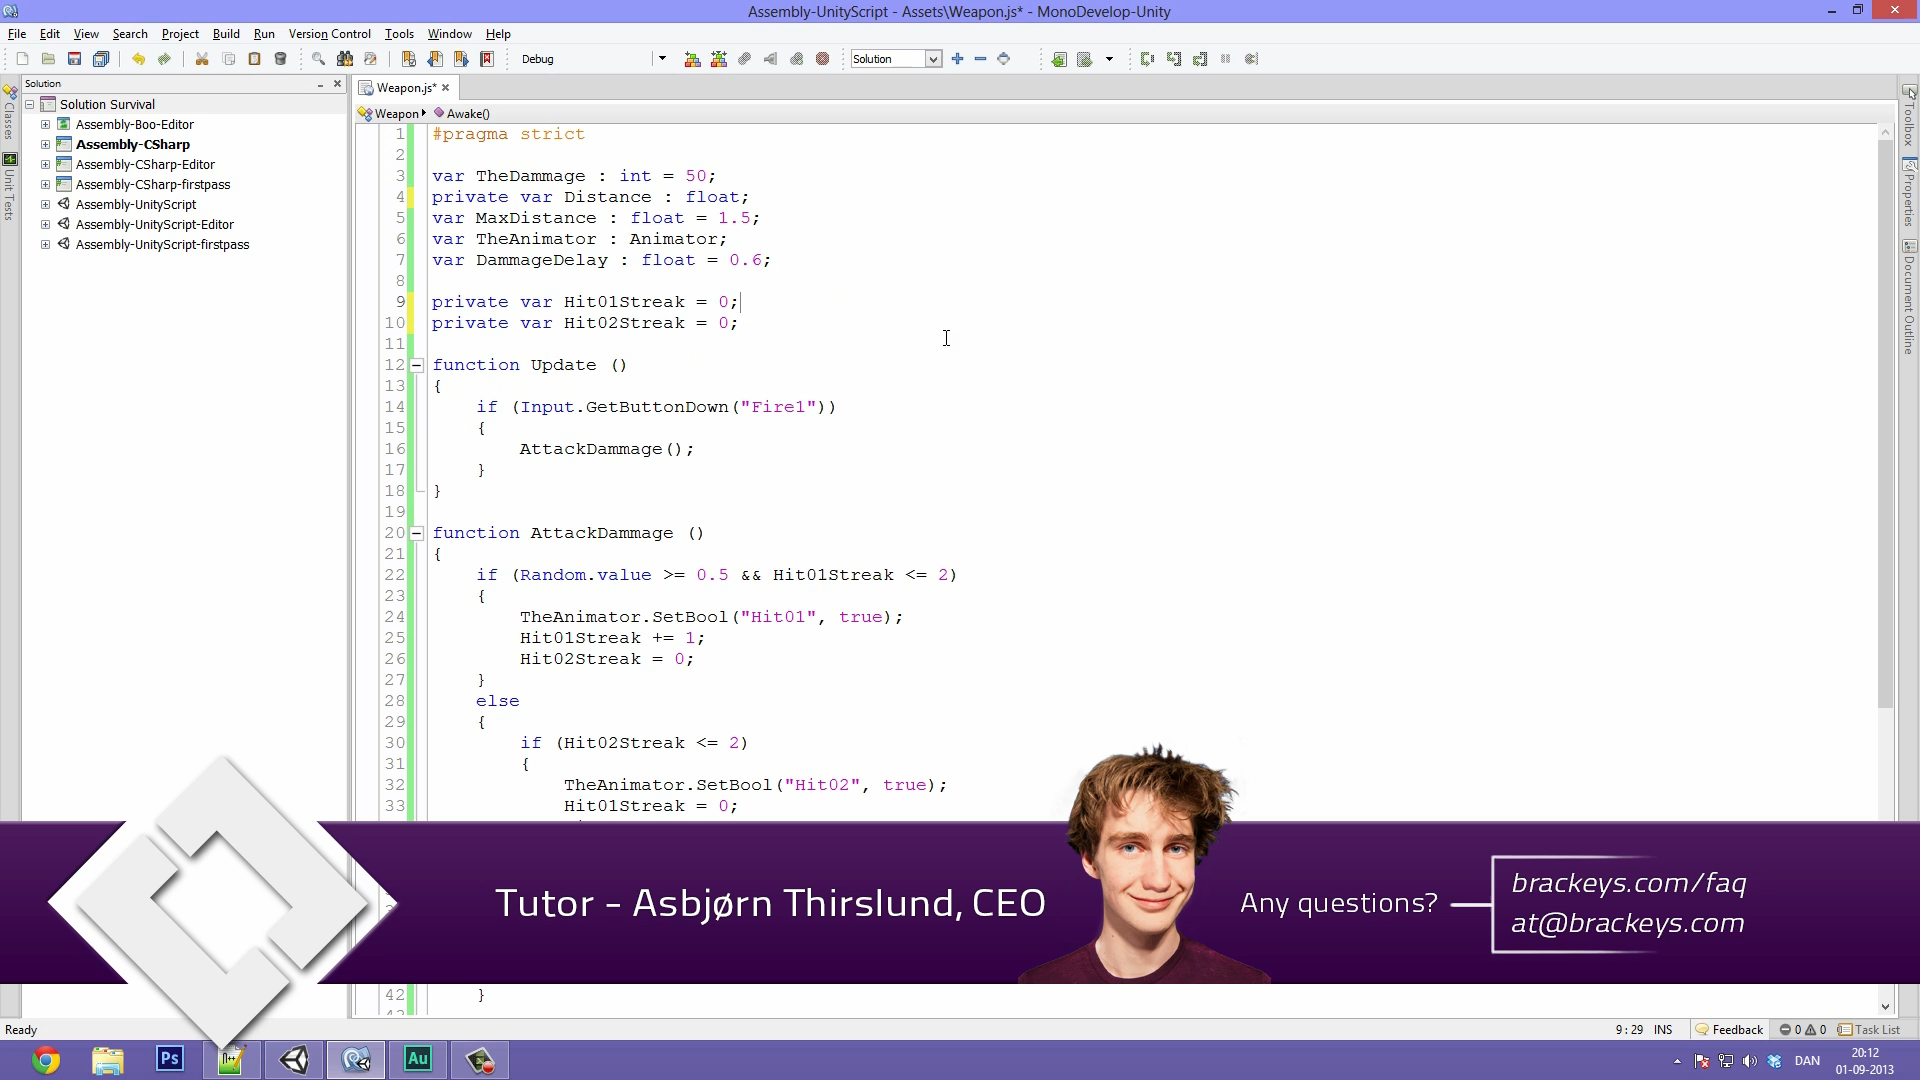 Assembly-UnityScript - Assets\Weapon.js* - MonoDevelop-Unity
File Edit View Search Project Build Run Version Control Tools Window Help
Debug
Solution
Solution
Weapon.js*
Solution Survival
Assembly-Boo-Editor
Assembly-CSharp
Assembly-CSharp-Editor
Assembly-CSharp-firstpass
Assembly-UnityScript
Assembly-UnityScript-Editor
Assembly-UnityScript-firstpass
Classes
Unit Tests
Weapon Awake()
1 #pragma strict
2
3 var TheDammage : int = 50;
4 private var Distance : float;
5 var MaxDistance : float = 1.5;
6 var TheAnimator : Animator;
7 var DammageDelay : float = 0.6;
8
9 private var Hit01Streak = 0;
10 private var Hit02Streak = 0;
11
12 function Update ()
13 {
14 if (Input.GetButtonDown("Fire1"))
15 {
16 AttackDammage();
17 }
18 }
19
20 function AttackDammage ()
21 {
22 if (Random.value >= 0.5 && Hit01Streak <= 2)
23 {
24 TheAnimator.SetBool("Hit01", true);
25 Hit01Streak += 1;
26 Hit02Streak = 0;
27 }
28 else
29 {
30 if (Hit02Streak <= 2)
31 {
32 TheAnimator.SetBool("Hit02", true);
33 Hit01Streak = 0;
42 }
Toolbox
Properties
Document Outline
Tutor - Asbjørn Thirslund, CEO
Any questions?
brackeys.com/faq
at@brackeys.com
Ready
9 : 29 INS Feedback 0 0 Task List
Ps
n++
Au
DAN
20:12
01-09-2013